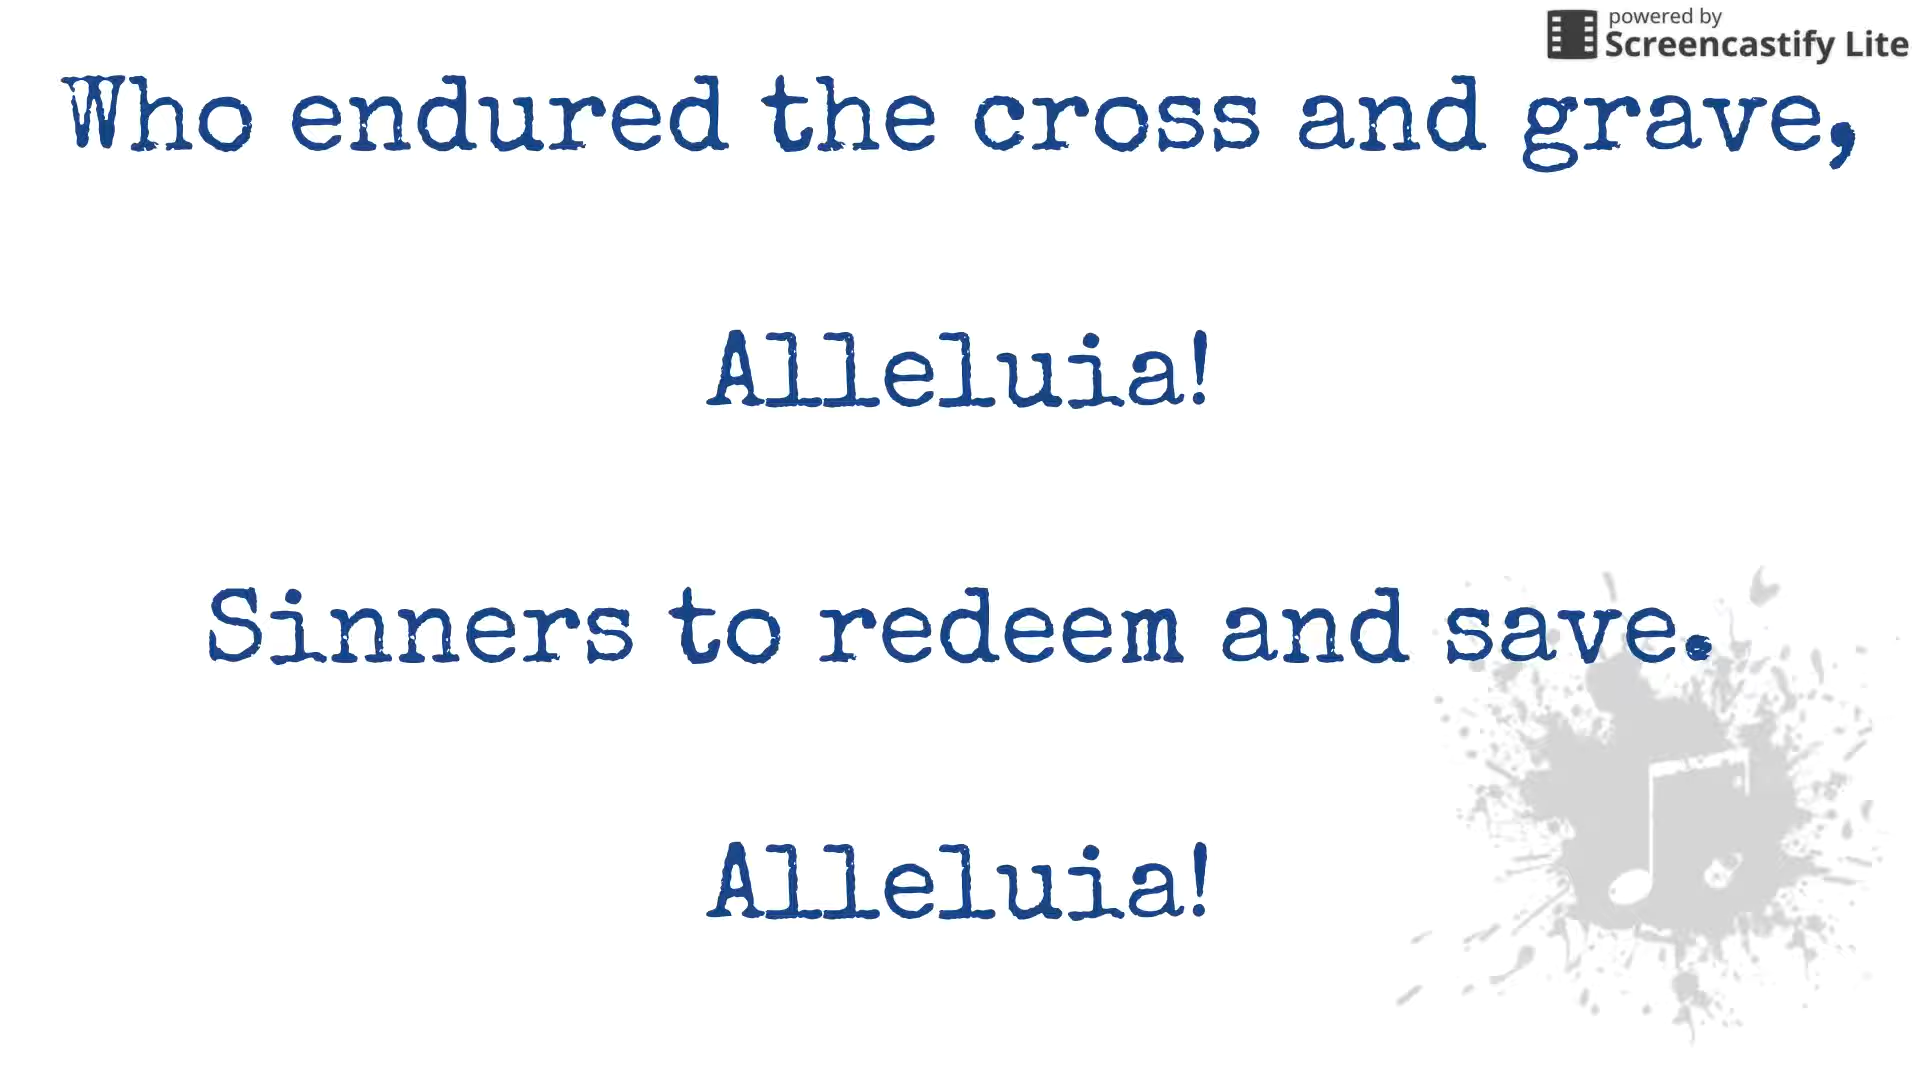 powered by
Screencastify Lite
Who endured the cross and grave,
Alleluia!
Sinners to redeem and save.
Alleluia!